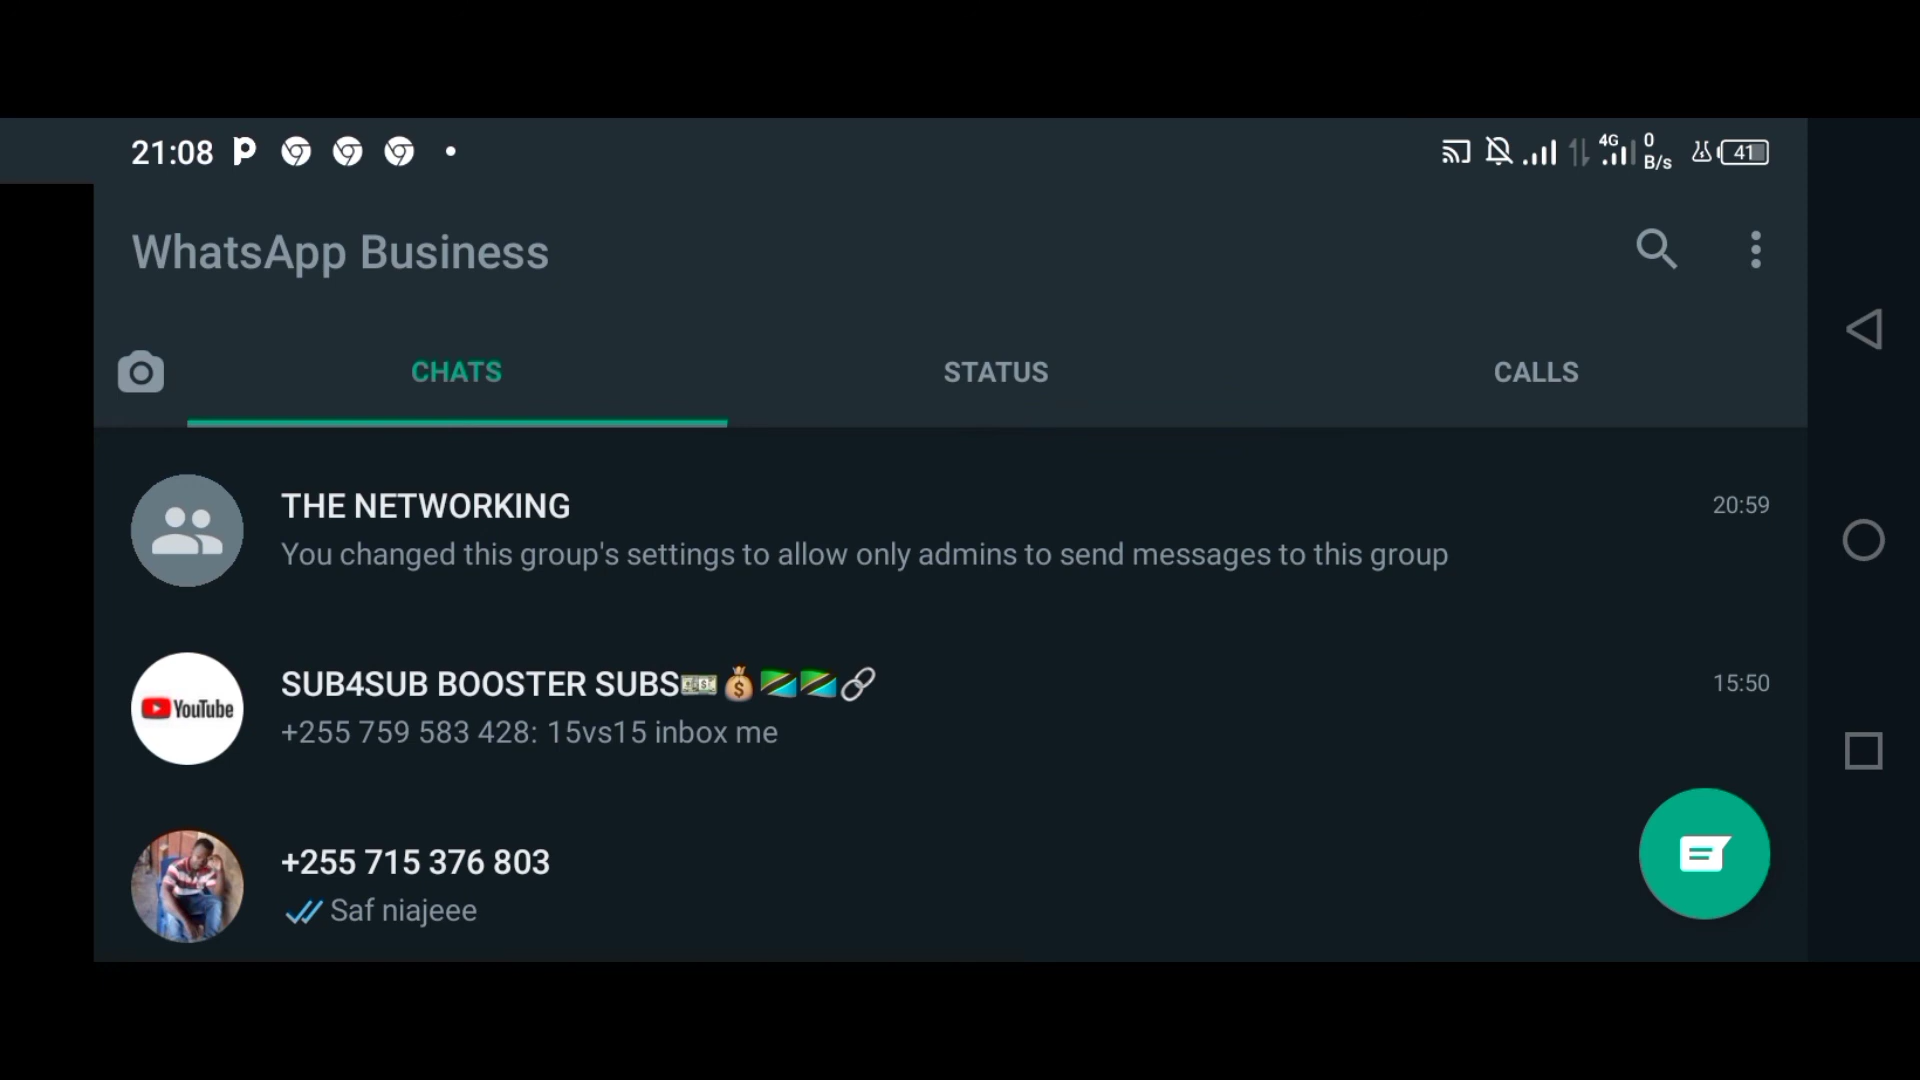 21:08
4G 0 B/s 41
WhatsApp Business
CHATS STATUS CALLS
THE NETWORKING 20:59
You changed this group's settings to allow only admins to send messages to this group
SUB4SUB BOOSTER SUBS💵💰🇹🇿🇹🇿🔗 15:50
YouTube
+255 759 583 428: 15vs15 inbox me
+255 715 376 803
Saf niajeee